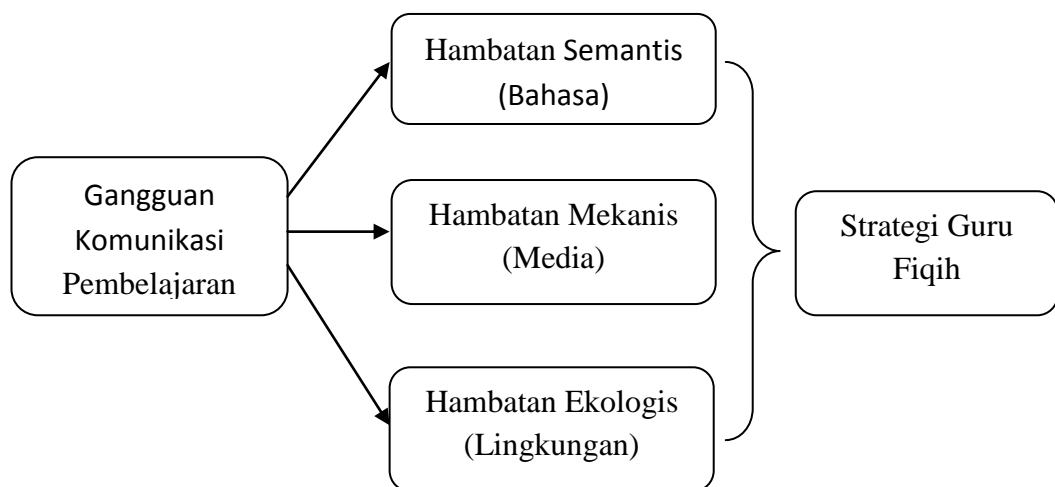 Gangguan
Komunikasi
Pembelajaran
Hambatan Semantis
(Bahasa)
Hambatan Mekanis
(Media)
Hambatan Ekologis
(Lingkungan)
Strategi Guru
Fiqih